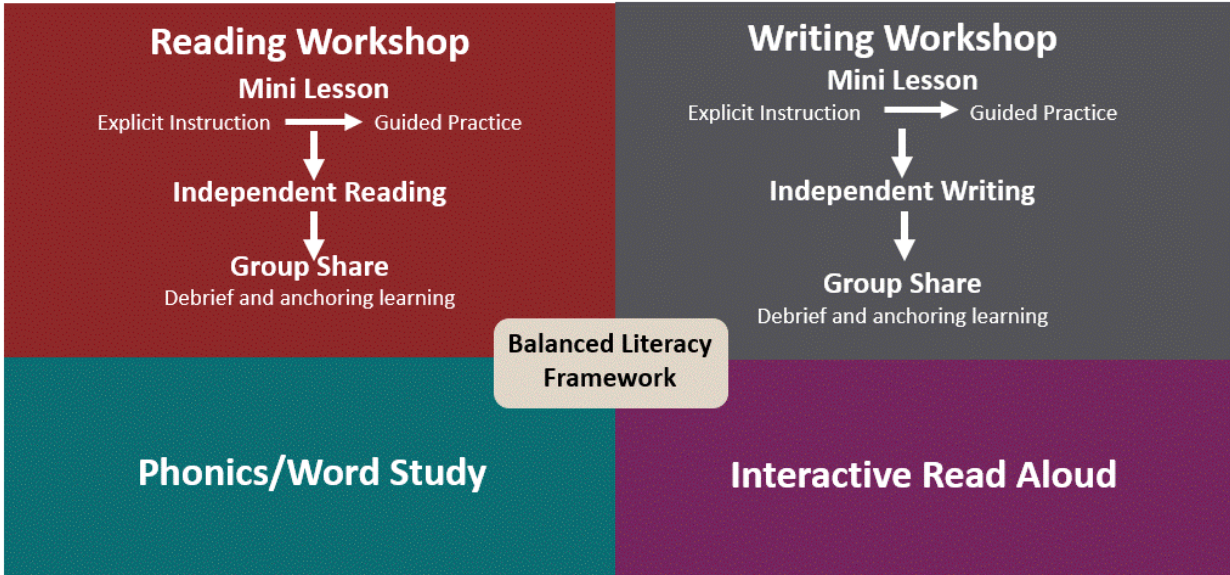 Reading Workshop
Mini Lesson
Explicit Instruction Guided Practice
Independent Reading
Group Share
Debrief and anchoring learning
Writing Workshop
Mini Lesson
Explicit Instruction Guided Practice
Independent Writing
Group Share
Debrief and anchoring learning
Balanced Literacy
Framework
Phonics/Word Study
Interactive Read Aloud